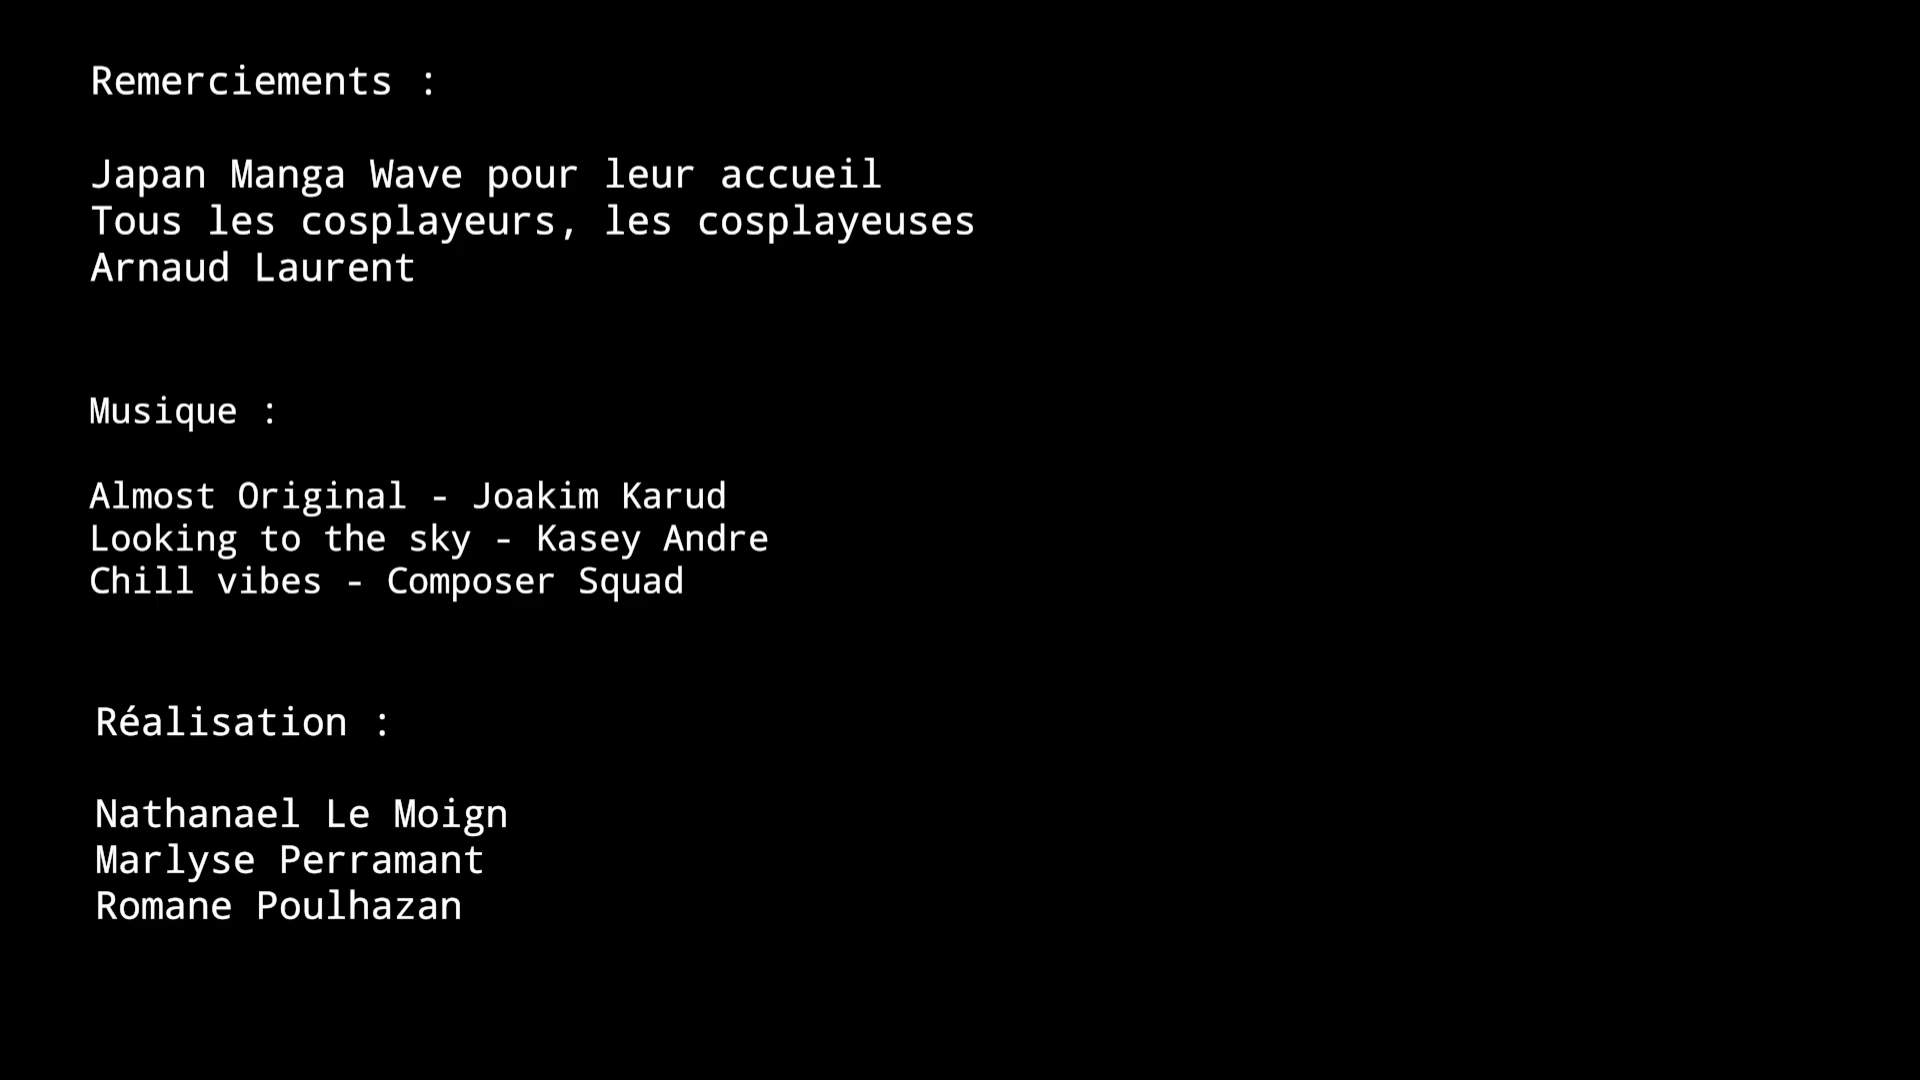 Remerciements :
Japan Manga Wave pour leur accueil
Tous les cosplayeurs, les cosplayeuses
Arnaud Laurent
Musique :
Almost Original - Joakim Karud
Looking to the sky - Kasey Andre
Chill vibes - Composer Squad
Réalisation :
Nathanael Le Moign
Marlyse Perramant
Romane Poulhazan